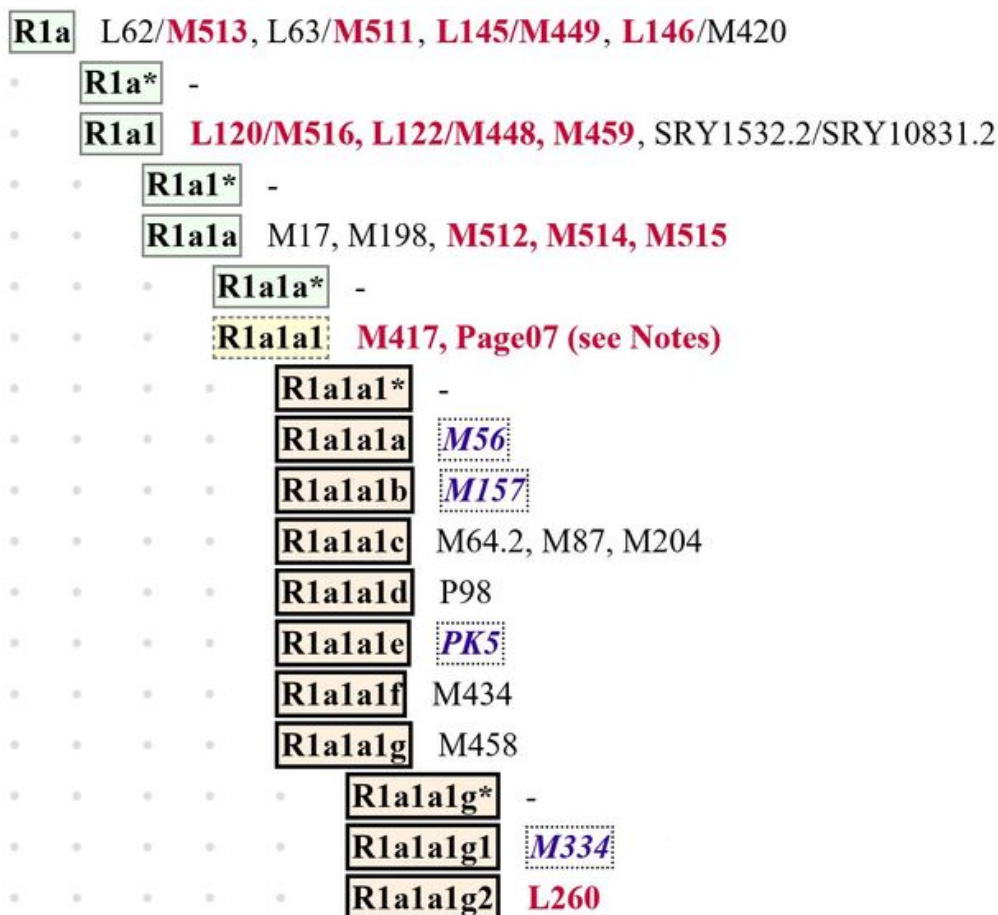 R1a L62/M513, L63/M511, L145/M449, L146/M420
R1a* -
R1a1 L120/M516, L122/M448, M459, SRY1532.2/SRY10831.2
R1a1* -
R1a1a M17, M198, M512, M514, M515
R1a1a* -
R1a1a1 M417, Page07 (see Notes)
R1a1a1* -
R1a1a1a M56
R1a1a1b M157
R1a1a1c M64.2, M87, M204
R1a1a1d P98
R1a1a1e PK5
R1a1a1f M434
R1a1a1g M458
R1a1a1g* -
R1a1a1g1 M334
R1a1a1g2 L260